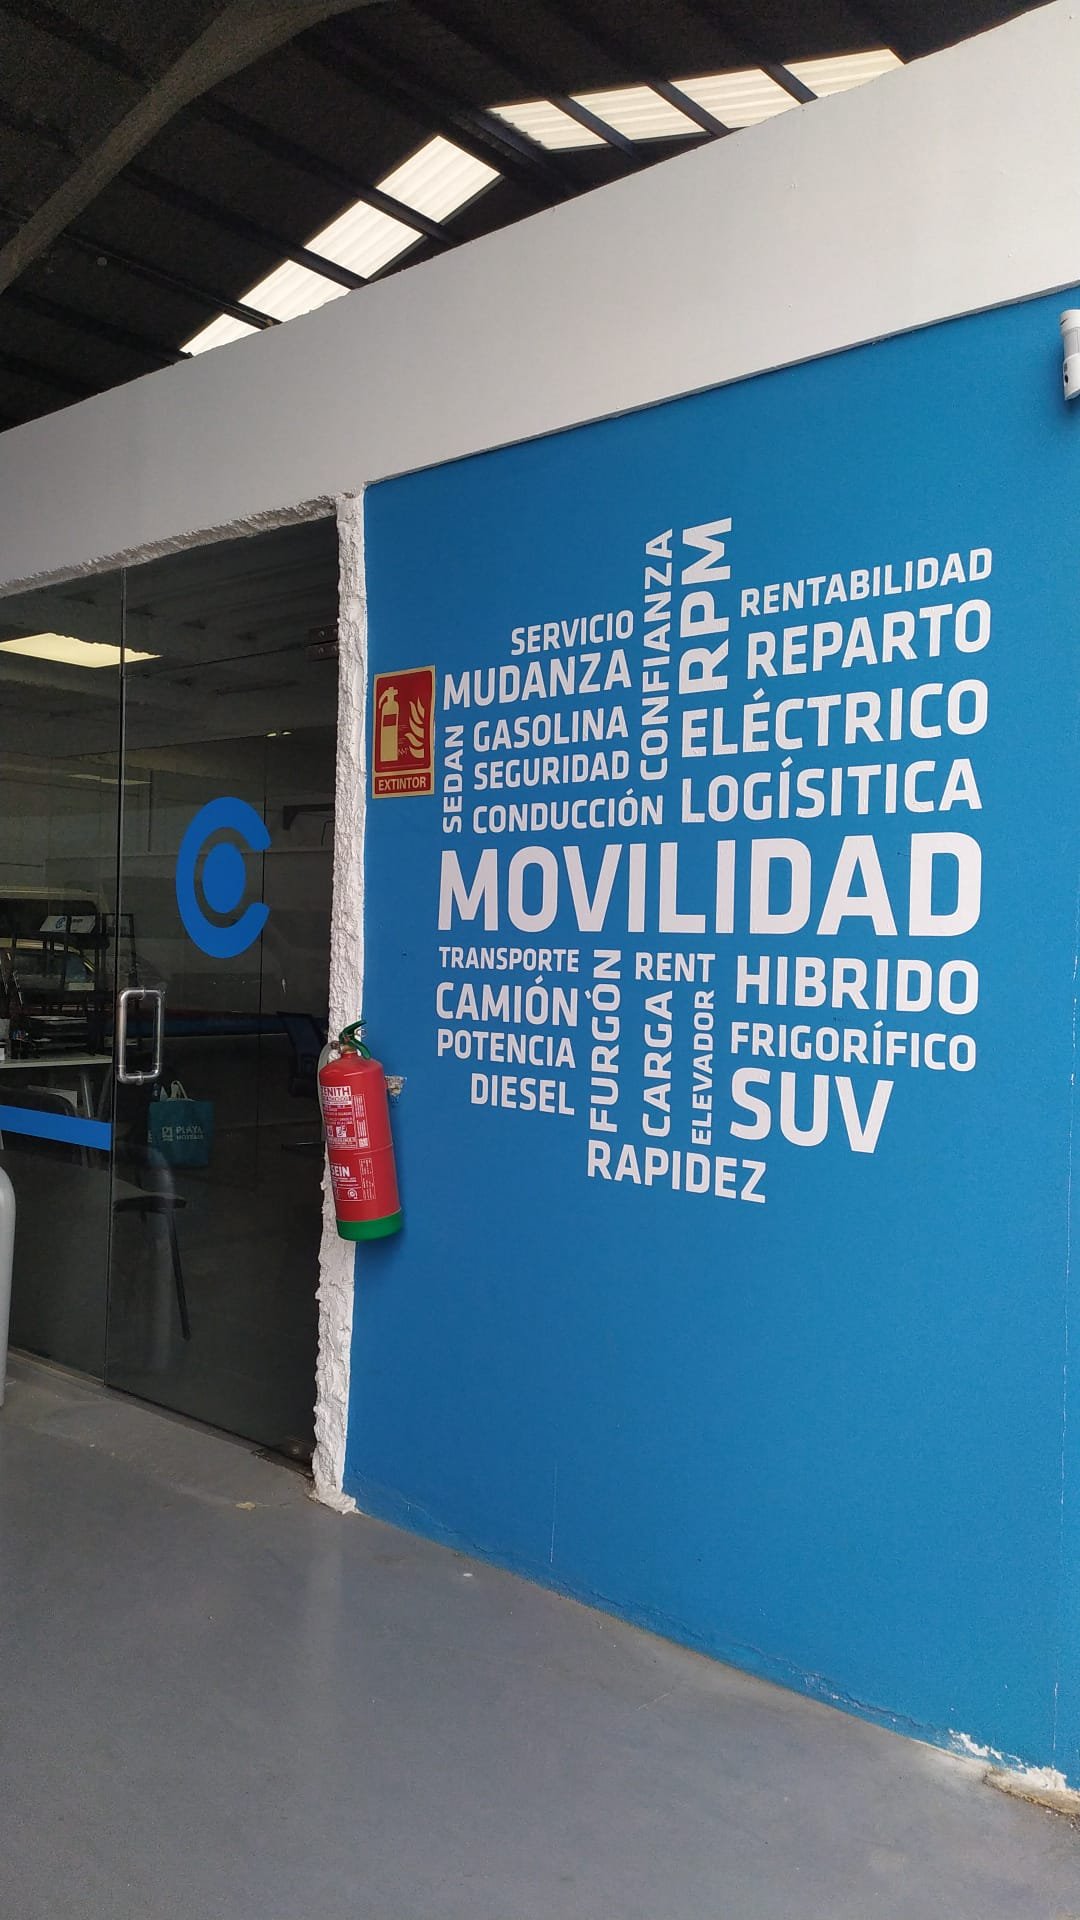 CONFIANZA
RPM
RENTABILIDAD
SERVICIO
REPARTO
MUDANZA
SEDAN
GASOLINA
ELÉCTRICO
SEGURIDAD
LOGÍSITICA
CONDUCCIÓN
MOVILIDAD
TRANSPORTE
FURGÓN
RENT
HIBRIDO
CAMIÓN
CARGA
ELEVADOR
POTENCIA
FRIGORÍFICO
DIESEL
SUV
RAPIDEZ
EXTINTOR
PLAYA